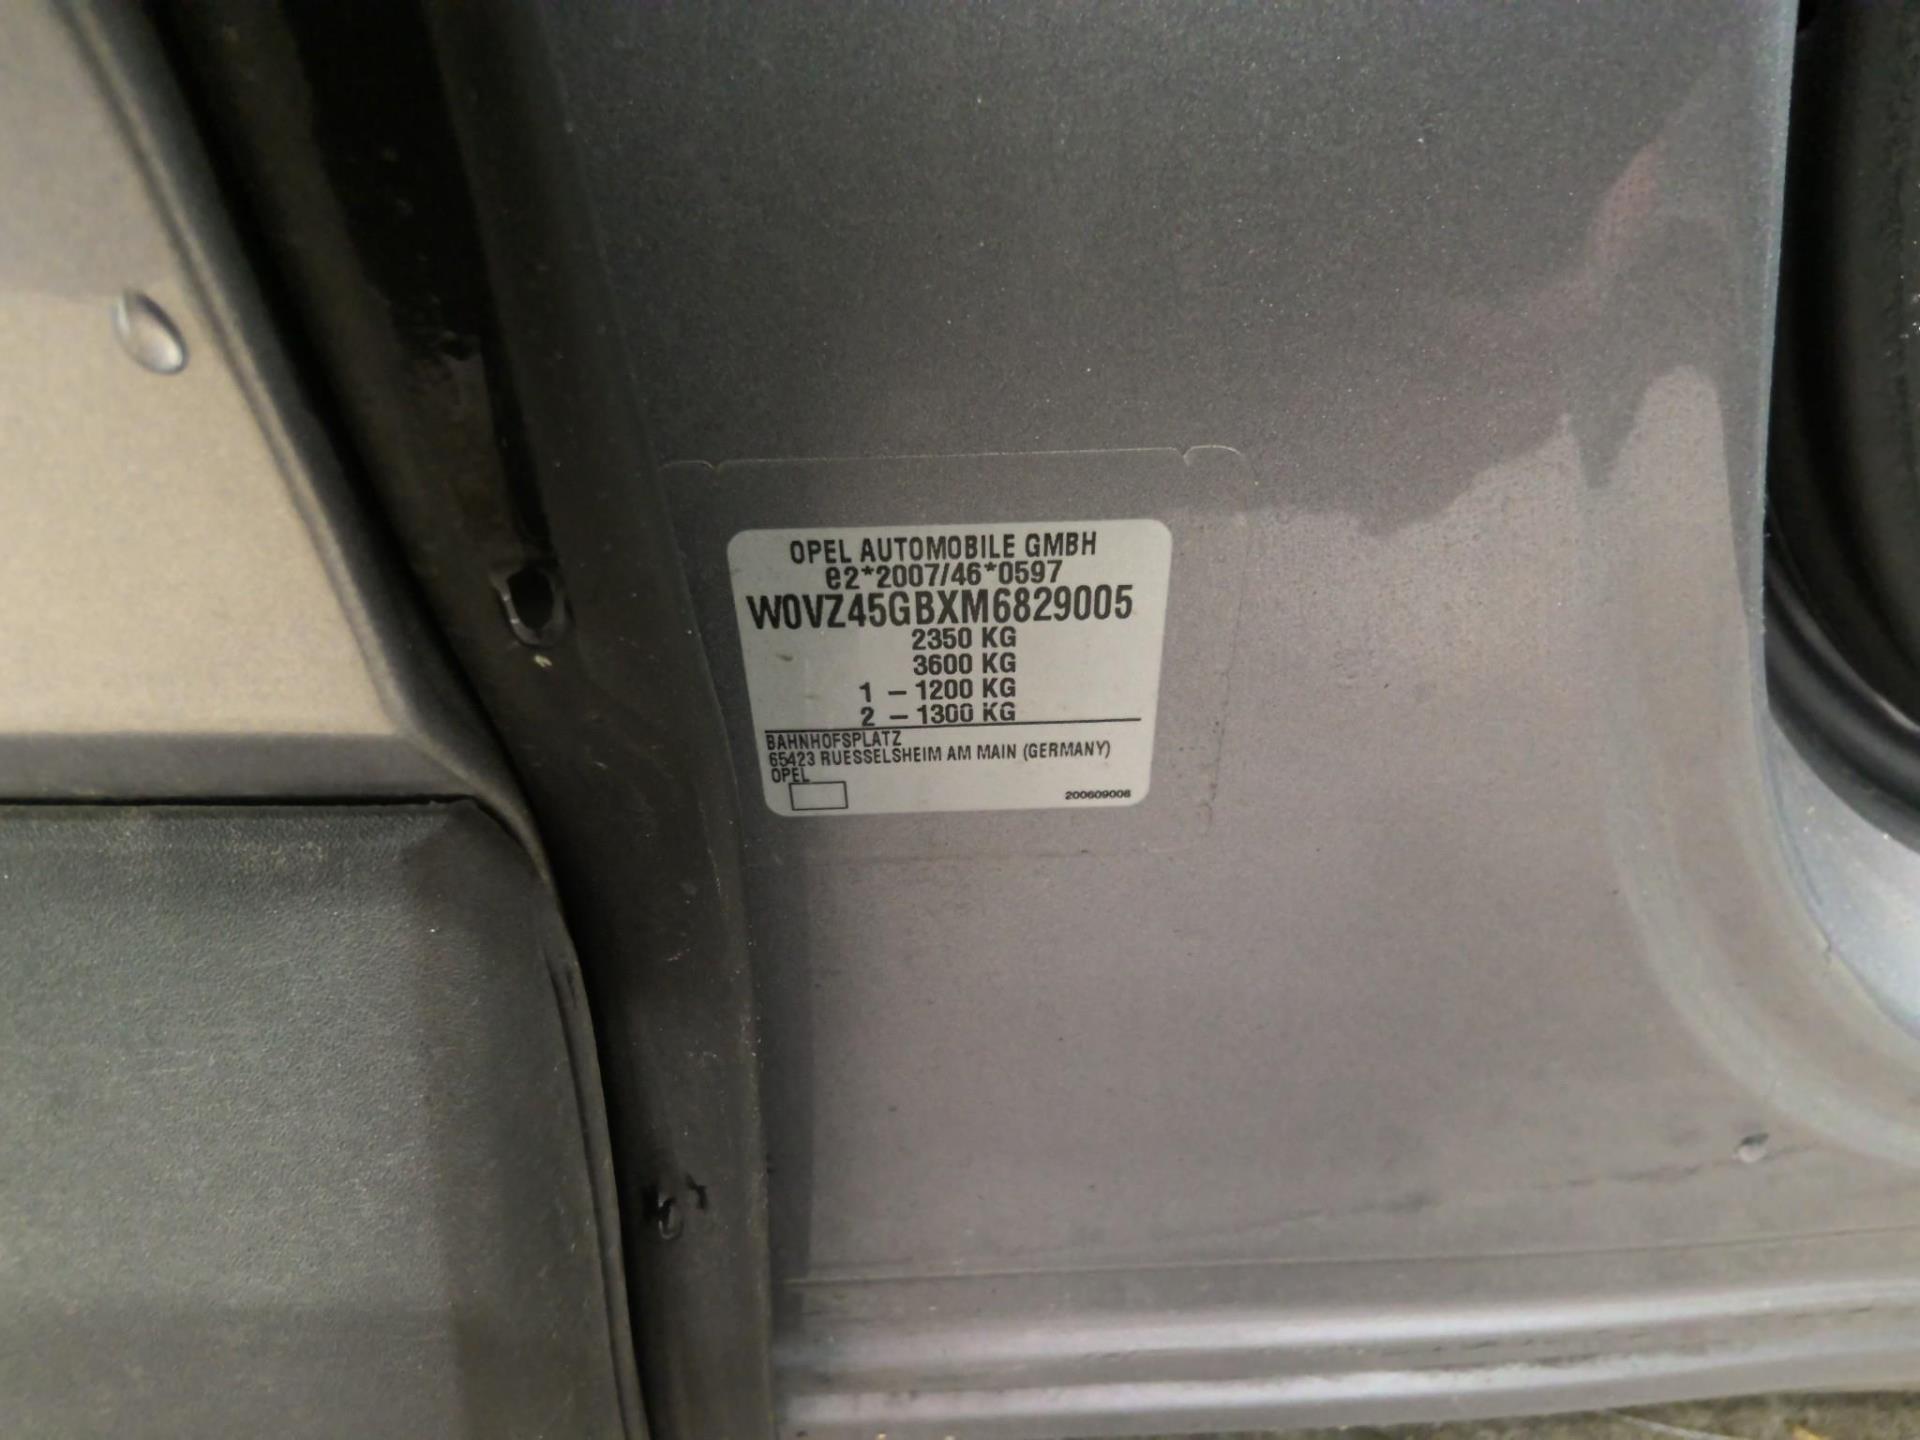 OPEL AUTOMOBILE GMBH
e2*2007/46*0597
W0VZ45GBXM6829005
2350 KG
3600 KG
1 – 1200 KG
2 – 1300 KG
BAHNHOFSPLATZ
65423 RUESSELSHEIM AM MAIN (GERMANY)
OPEL
200609008